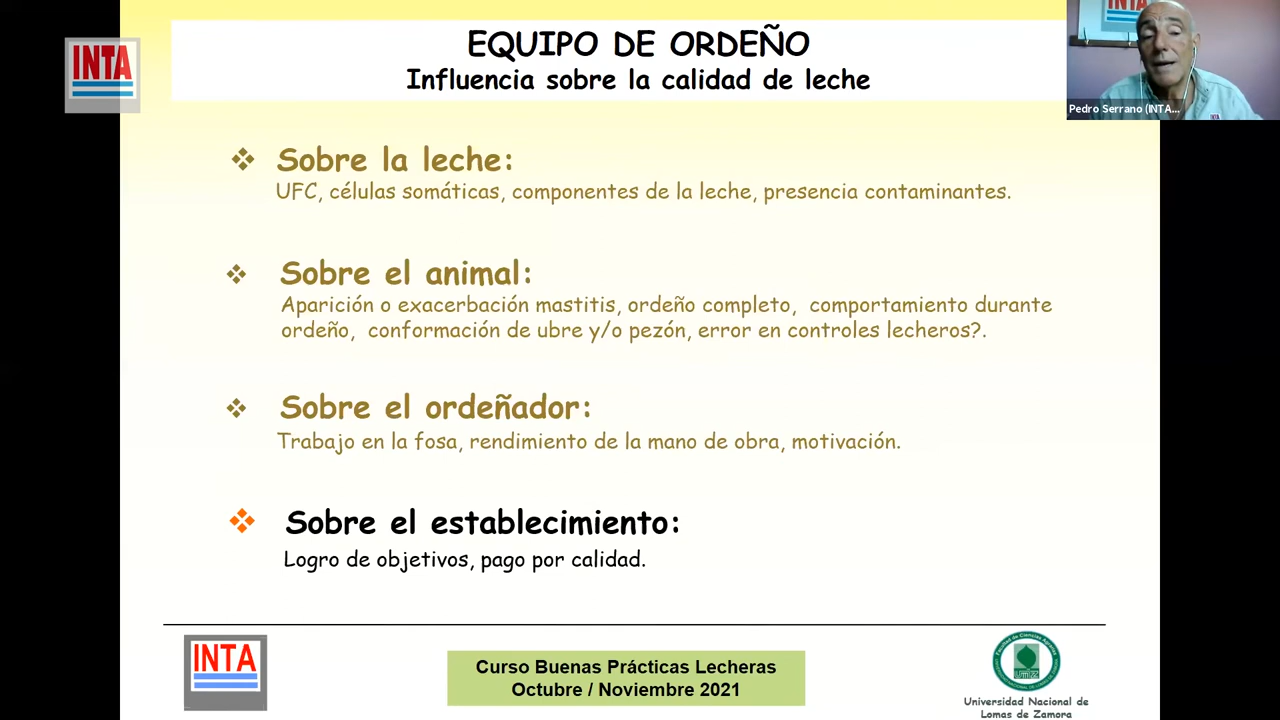 INTA
EQUIPO DE ORDEÑO
Influencia sobre la calidad de leche
INTA
Pedro Serrano (INTA...
Sobre la leche:
UFC, células somáticas, componentes de la leche, presencia contaminantes.
Sobre el animal:
Aparición o exacerbación mastitis, ordeño completo, comportamiento durante
ordeño, conformación de ubre y/o pezón, error en controles lecheros?.
Sobre el ordeñador:
Trabajo en la fosa, rendimiento de la mano de obra, motivación.
Sobre el establecimiento:
Logro de objetivos, pago por calidad.
INTA
Curso Buenas Prácticas Lecheras
Octubre / Noviembre 2021
Universidad Nacional de
Lomas de Zamora